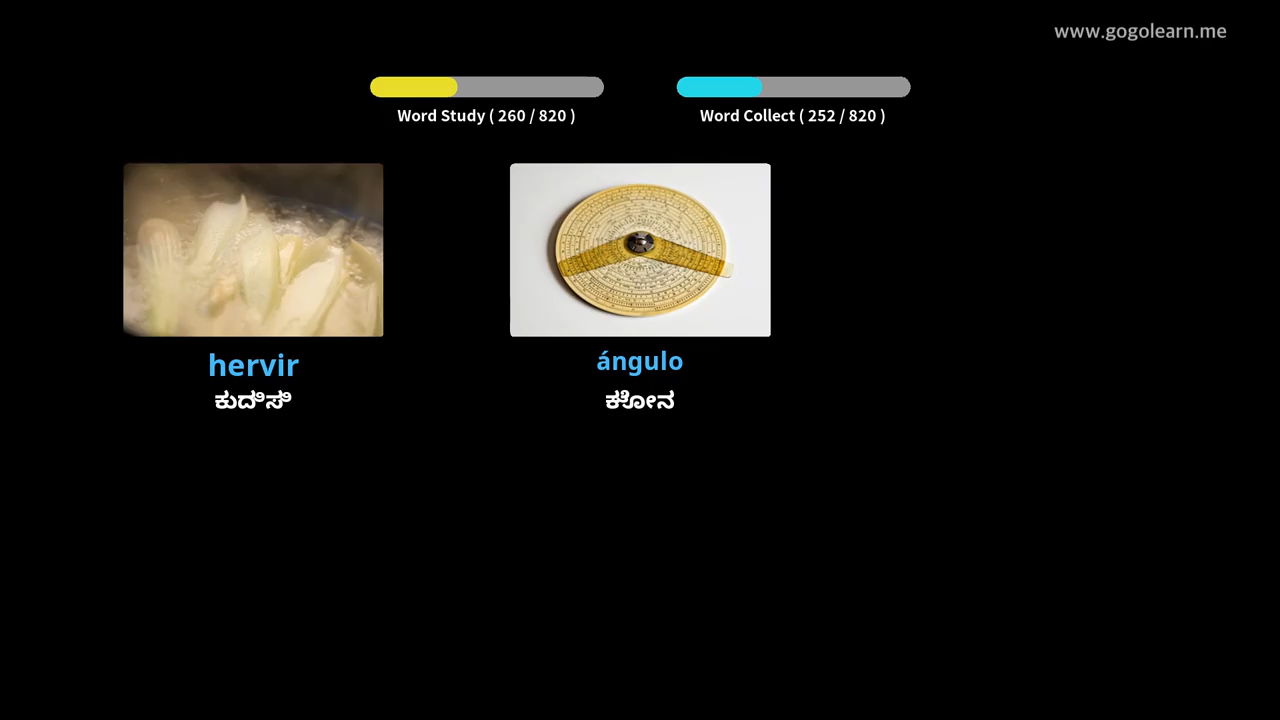 www.gogolearn.me
Word Study ( 260 / 820 )
Word Collect ( 252 / 820 )
hervir
ಕುದಿಸಿ
ángulo
ಕೋನ